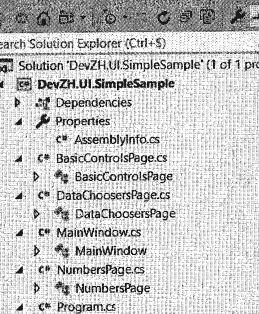 earch Solution Explorer (Ctrl+$)
Solution 'DevZH.UI.SimpleSample' (1 of 1 pro
C# DevZH.UI.SimpleSample
Dependencies
Properties
C# AssemblyInfo.cs
C# BasicControlsPage.cs
BasicControlsPage
C# DataChoosersPage.cs
DataChoosersPage
C# MainWindow.cs
MainWindow
C# NumbersPage.cs
NumbersPage
C# Program.cs